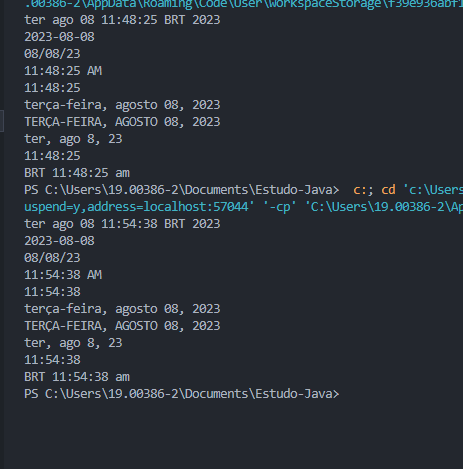 .00386-2\AppData\Roaming\Code\User\workspaceStorage\f39e936abf1
ter ago 08 11:48:25 BRT 2023
2023-08-08
08/08/23
11:48:25 AM
11:48:25
terça-feira, agosto 08, 2023
TERÇA-FEIRA, AGOSTO 08, 2023
ter, ago 8, 23
11:48:25
BRT 11:48:25 am
PS C:\Users\19.00386-2\Documents\Estudo-Java>  c:; cd 'c:\Users
uspend=y,address=localhost:57044' '-cp' 'C:\Users\19.00386-2\Ap
ter ago 08 11:54:38 BRT 2023
2023-08-08
08/08/23
11:54:38 AM
11:54:38
terça-feira, agosto 08, 2023
TERÇA-FEIRA, AGOSTO 08, 2023
ter, ago 8, 23
11:54:38
BRT 11:54:38 am
PS C:\Users\19.00386-2\Documents\Estudo-Java>